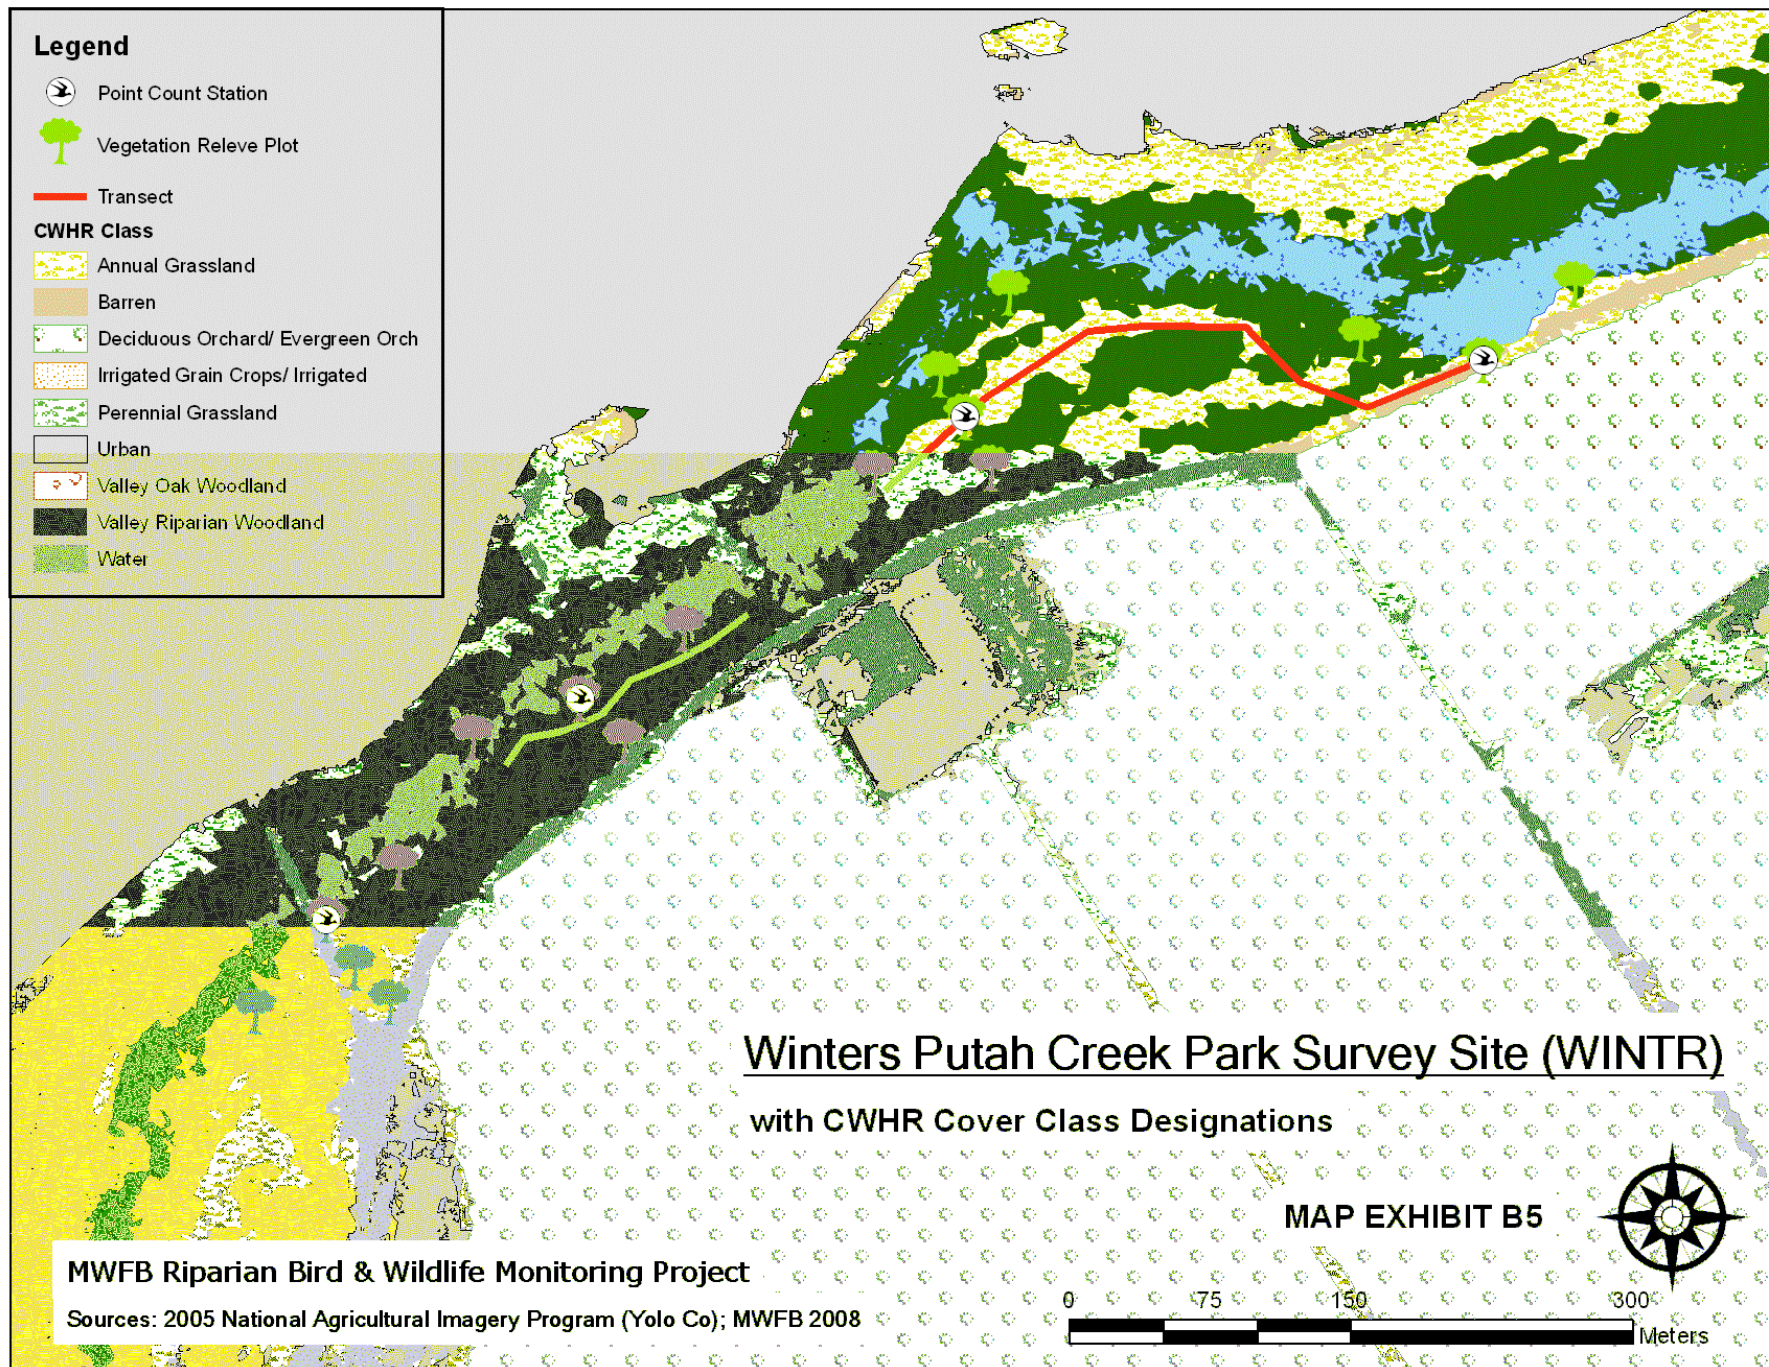 Legend
Point Count Station
Vegetation Releve Plot
Transect
CWHR Class
Annual Grassland
Barren
Deciduous Orchard/ Evergreen Orch
Irrigated Grain Crops/ Irrigated
Perennial Grassland
Urban
Valley Oak Woodland
Valley Riparian Woodland
Water
Winters Putah Creek Park Survey Site (WINTR)
with CWHR Cover Class Designations
MAP EXHIBIT B5
MWFB Riparian Bird & Wildlife Monitoring Project
Sources: 2005 National Agricultural Imagery Program (Yolo Co); MWFB 2008
0 75 150 300
Meters